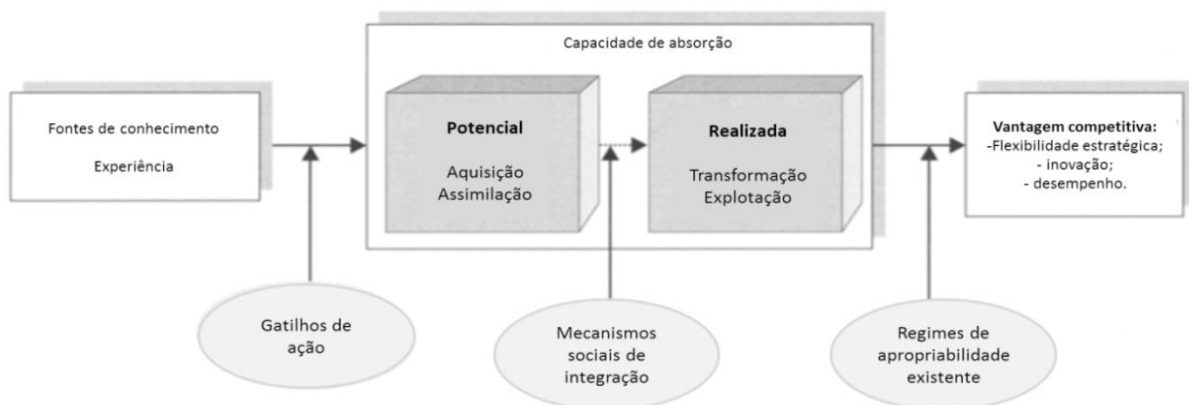 Capacidade de absorção
Fontes de conhecimento
Experiência
Potencial
Aquisição
Assimilação
Realizada
Transformação
Explotação
Vantagem competitiva:
-Flexibilidade estratégica;
- inovação;
- desempenho.
Gatilhos de
ação
Mecanismos
sociais de
integração
Regimes de
apropriabilidade
existente